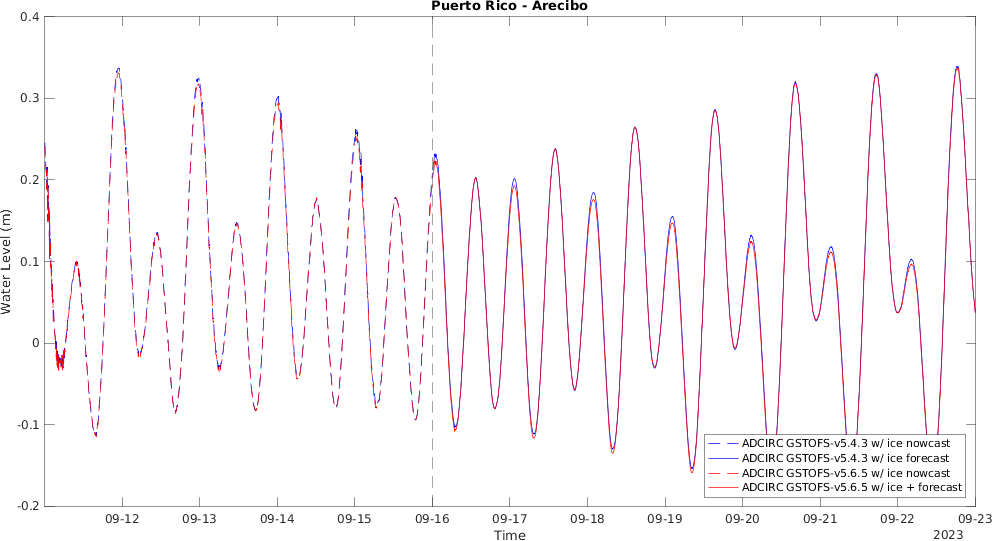 Puerto Rico - Arecibo
0.4
0.3
0.2
0.1
0
-0.1
-0.2
Water Level (m)
ADCIRC GSTOFS-v5.4.3 w/ ice nowcast
ADCIRC GSTOFS-v5.4.3 w/ ice forecast
ADCIRC GSTOFS-v5.6.5 w/ ice nowcast
ADCIRC GSTOFS-v5.6.5 w/ ice + forecast
09-12 09-13 09-14 09-15 09-16 09-17 09-18 09-19 09-20 09-21 09-22 09-23
Time
2023